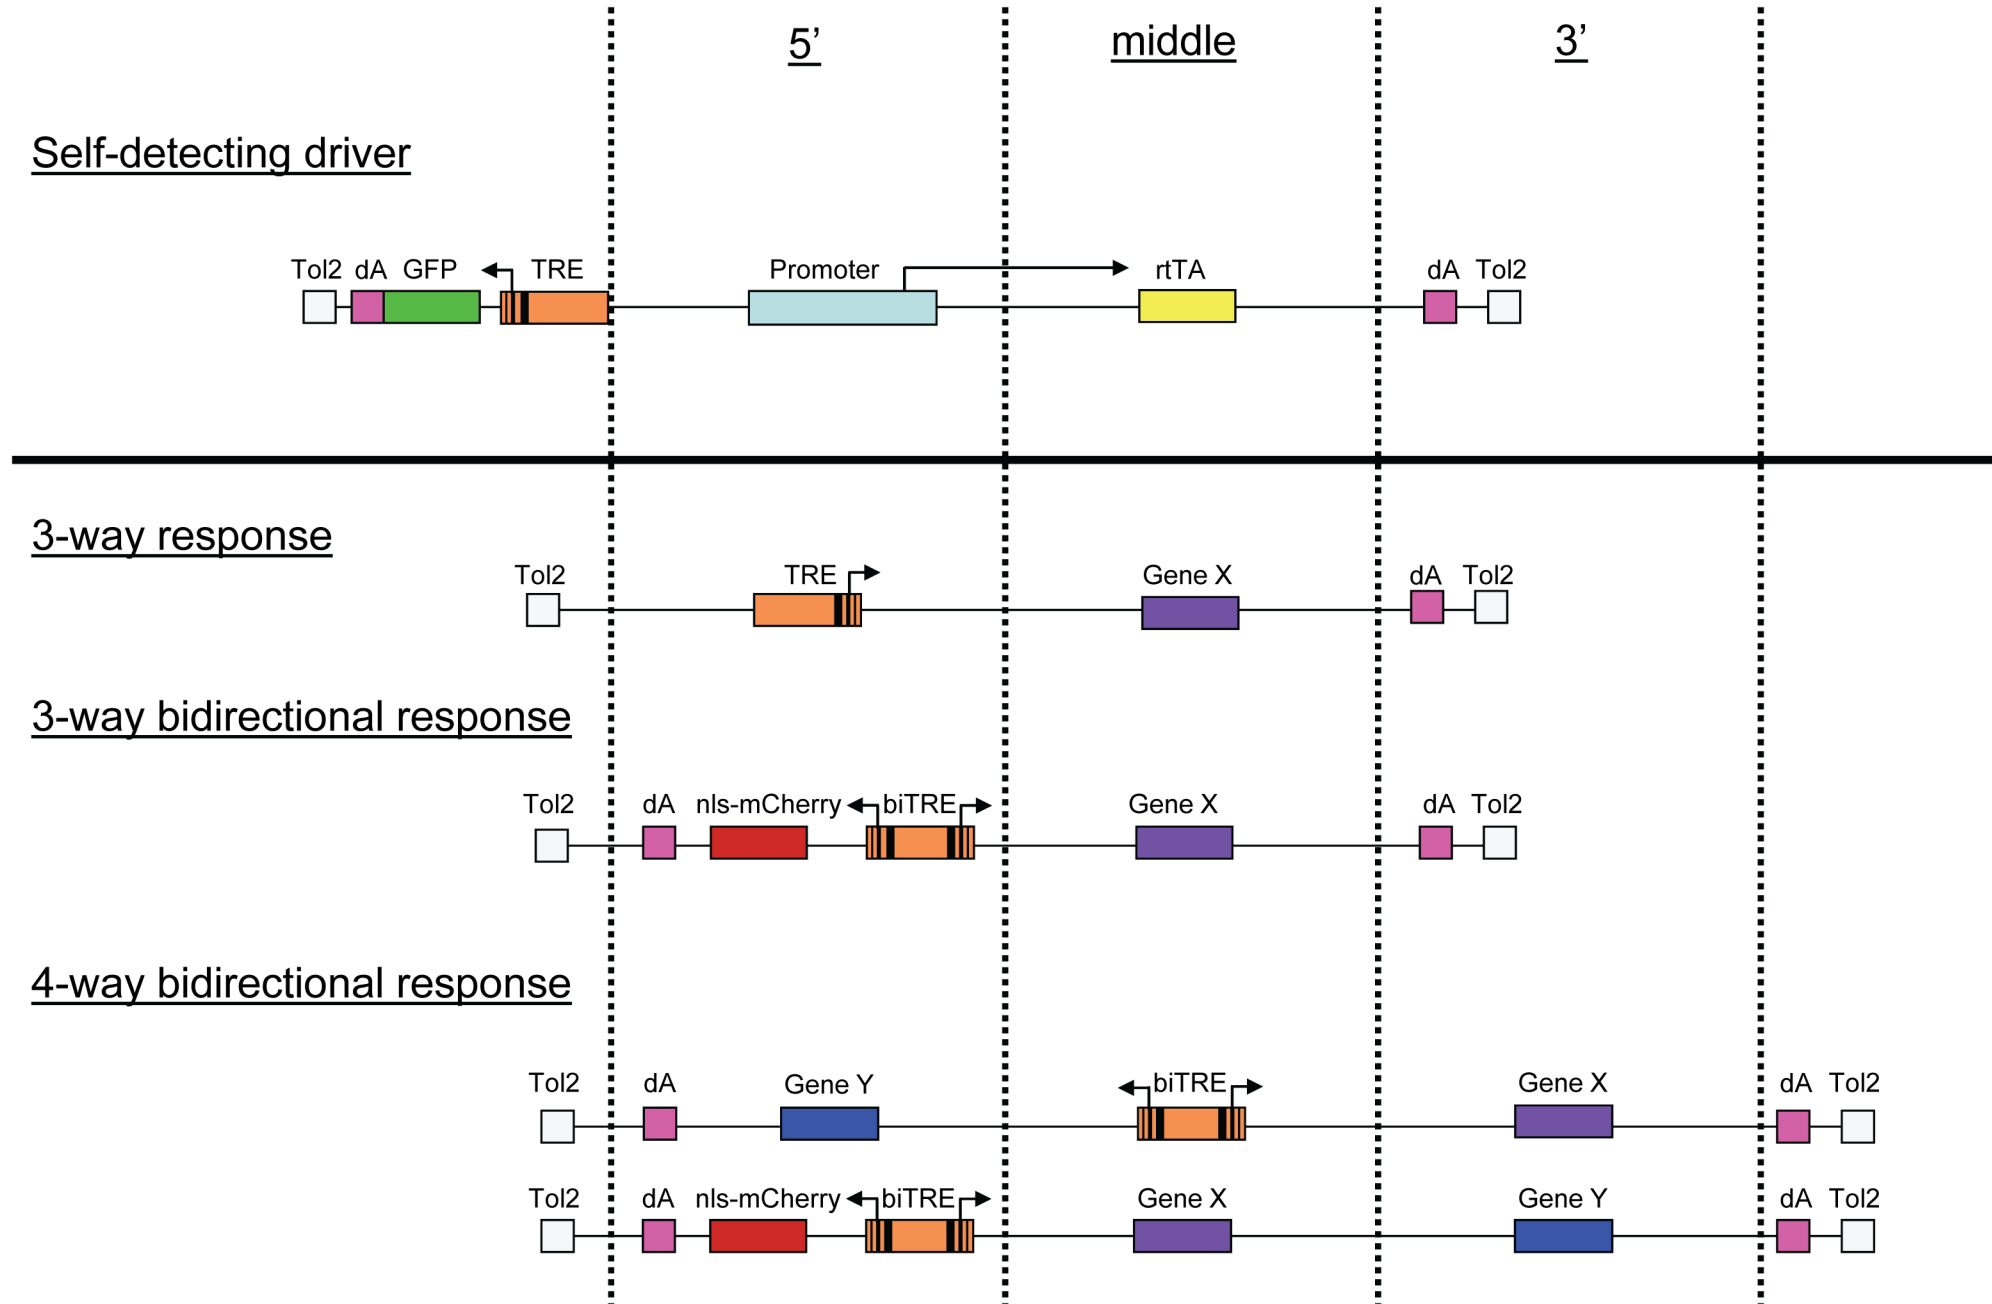 5’ middle 3’
Self-detecting driver
Tol2 dA GFP TRE Promoter rtTA dA Tol2
3-way response
Tol2 TRE Gene X dA Tol2
3-way bidirectional response
Tol2 dA nls-mCherry biTRE Gene X dA Tol2
4-way bidirectional response
Tol2 dA Gene Y biTRE Gene X dA Tol2
Tol2 dA nls-mCherry biTRE Gene X Gene Y dA Tol2